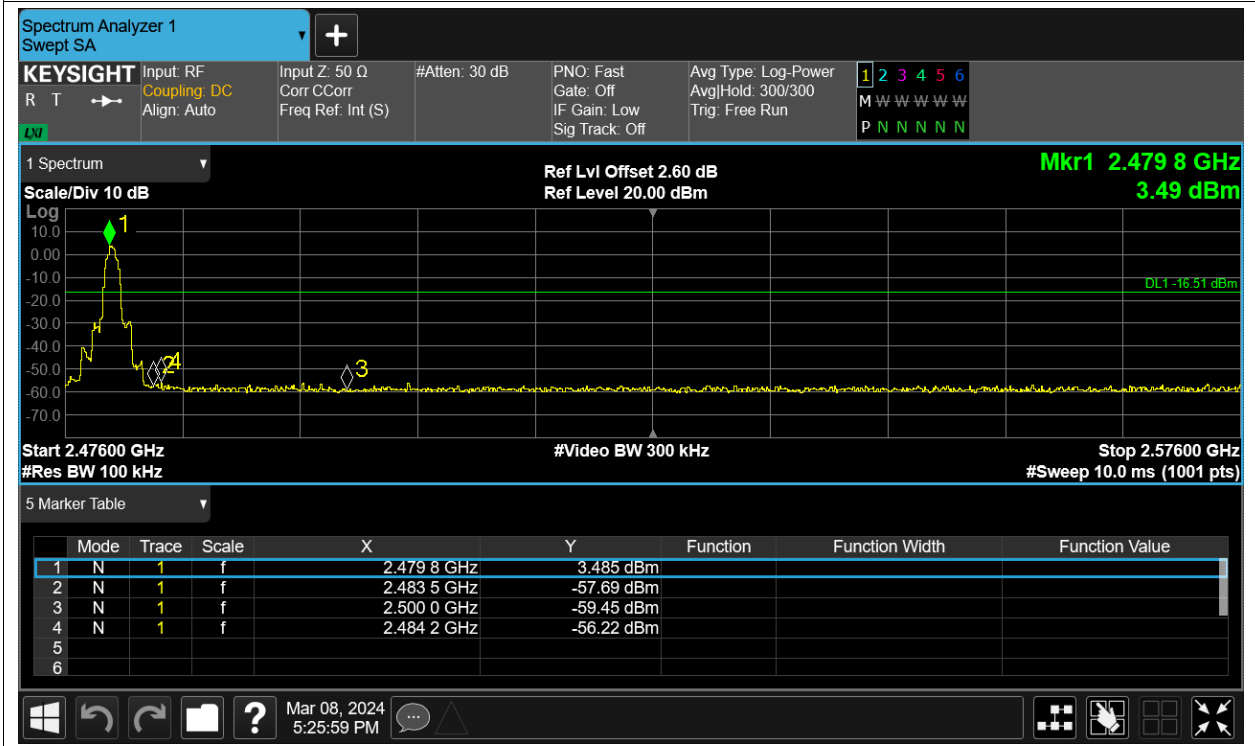 Spectrum Analyzer 1
Swept SA
+
KEYSIGHT Input: RF Input Z: 50 Ω #Atten: 30 dB PNO: Fast Avg Type: Log-Power 1 2 3 4 5 6
R T Coupling: DC Corr CCorr Gate: Off Avg|Hold: 300/300 M W W W W W
Align: Auto Freq Ref: Int (S) IF Gain: Low Trig: Free Run
LXI Sig Track: Off P N N N N N
1 Spectrum Ref Lvl Offset 2.60 dB Mkr1 2.479 8 GHz
Scale/Div 10 dB Ref Level 20.00 dBm 3.49 dBm
Log
1
10.0
0.00
-10.0
DL1 -16.51 dBm
-20.0
-30.0
-40.0
2 4 3
-50.0
-60.0
-70.0
Start 2.47600 GHz #Video BW 300 kHz Stop 2.57600 GHz
#Res BW 100 kHz #Sweep 10.0 ms (1001 pts)
5 Marker Table
Mode Trace Scale X Y Function Function Width Function Value
1 N 1 f 2.479 8 GHz 3.485 dBm
2 N 1 f 2.483 5 GHz -57.69 dBm
3 N 1 f 2.500 0 GHz -59.45 dBm
4 N 1 f 2.484 2 GHz -56.22 dBm
5
6
? Mar 08, 2024
5:25:59 PM